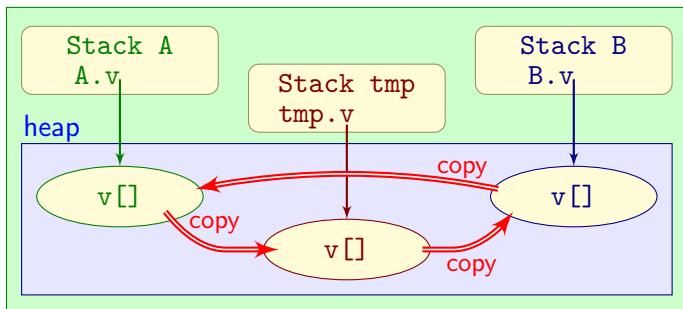 Stack A
A.v
Stack B
B.v
Stack tmp
tmp.v
heap
copy
v[]
v[]
copy
v[]
copy